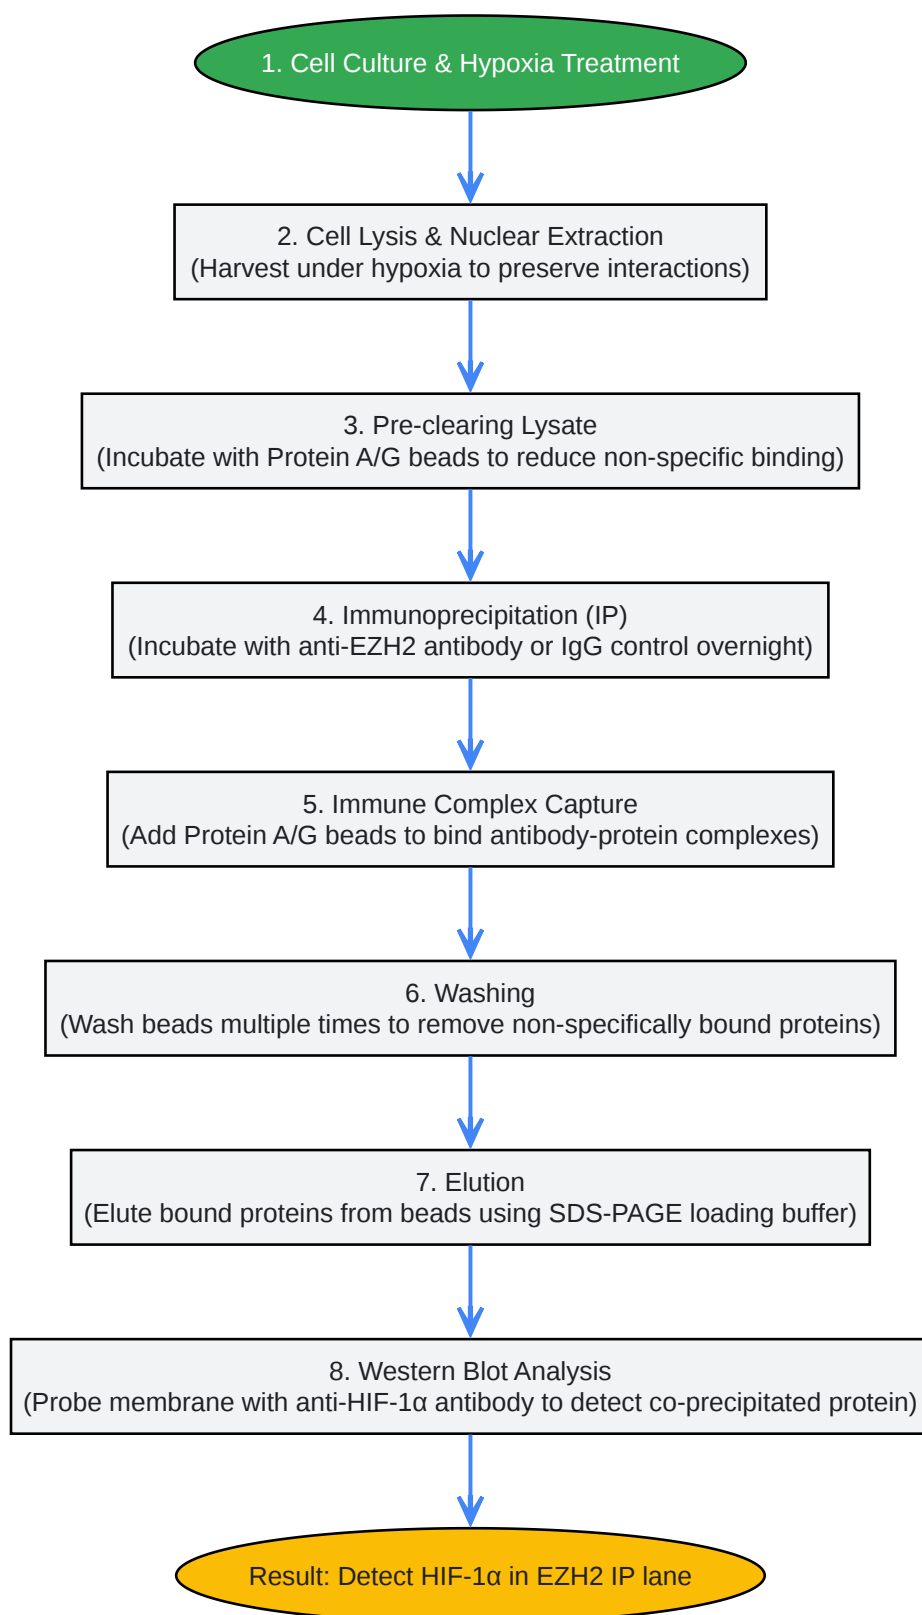 1. Cell Culture & Hypoxia Treatment
2. Cell Lysis & Nuclear Extraction
(Harvest under hypoxia to preserve interactions)
3. Pre-clearing Lysate
(Incubate with Protein A/G beads to reduce non-specific binding)
4. Immunoprecipitation (IP)
(Incubate with anti-EZH2 antibody or IgG control overnight)
5. Immune Complex Capture
(Add Protein A/G beads to bind antibody-protein complexes)
6. Washing
(Wash beads multiple times to remove non-specifically bound proteins)
7. Elution
(Elute bound proteins from beads using SDS-PAGE loading buffer)
8. Western Blot Analysis
(Probe membrane with anti-HIF-1α antibody to detect co-precipitated protein)
Result: Detect HIF-1α in EZH2 IP lane